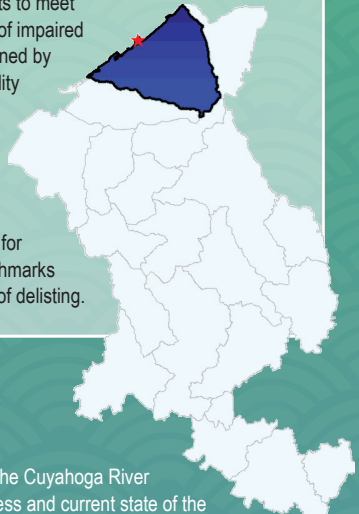 ts to meet
of impaired
ned by
lity
for
hmarks
of delisting.
he Cuyahoga River
ess and current state of the